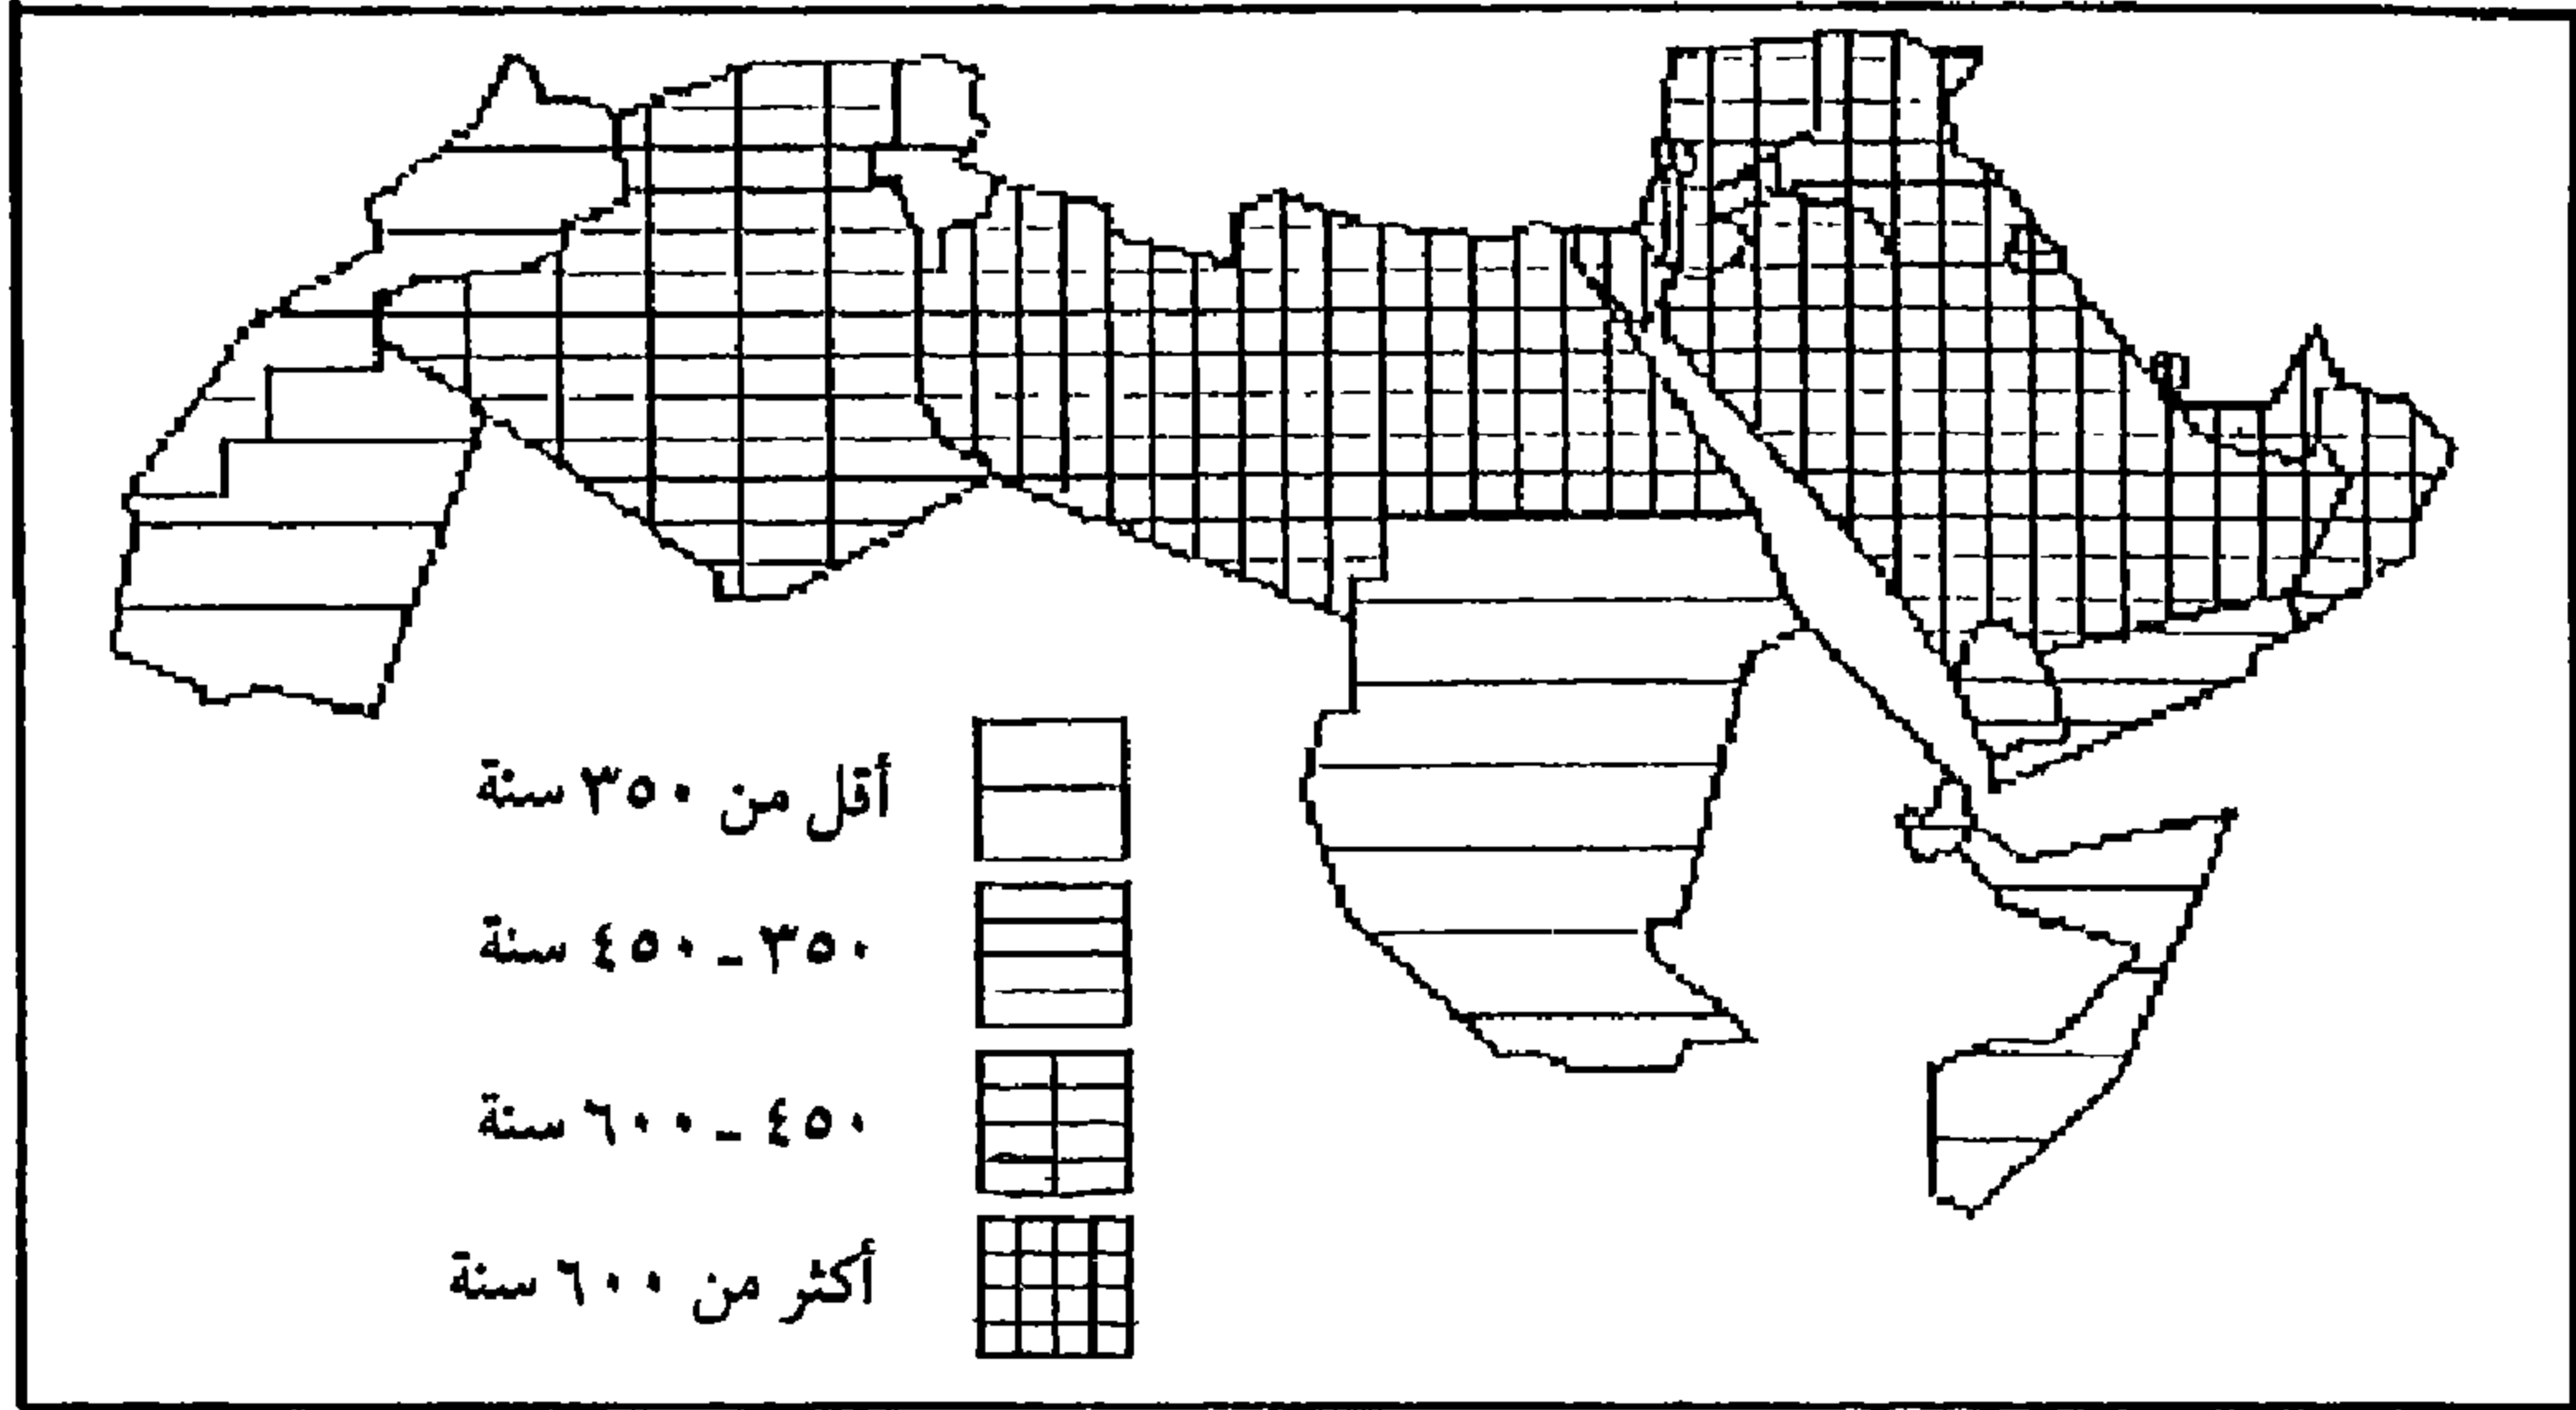 أقل من ٣٥٠ سنة
٣٥٠ - ٤٥٠ سنة
٤٥٠ - ٦٠٠ سنة
أكثر من ٦٠٠ سنة